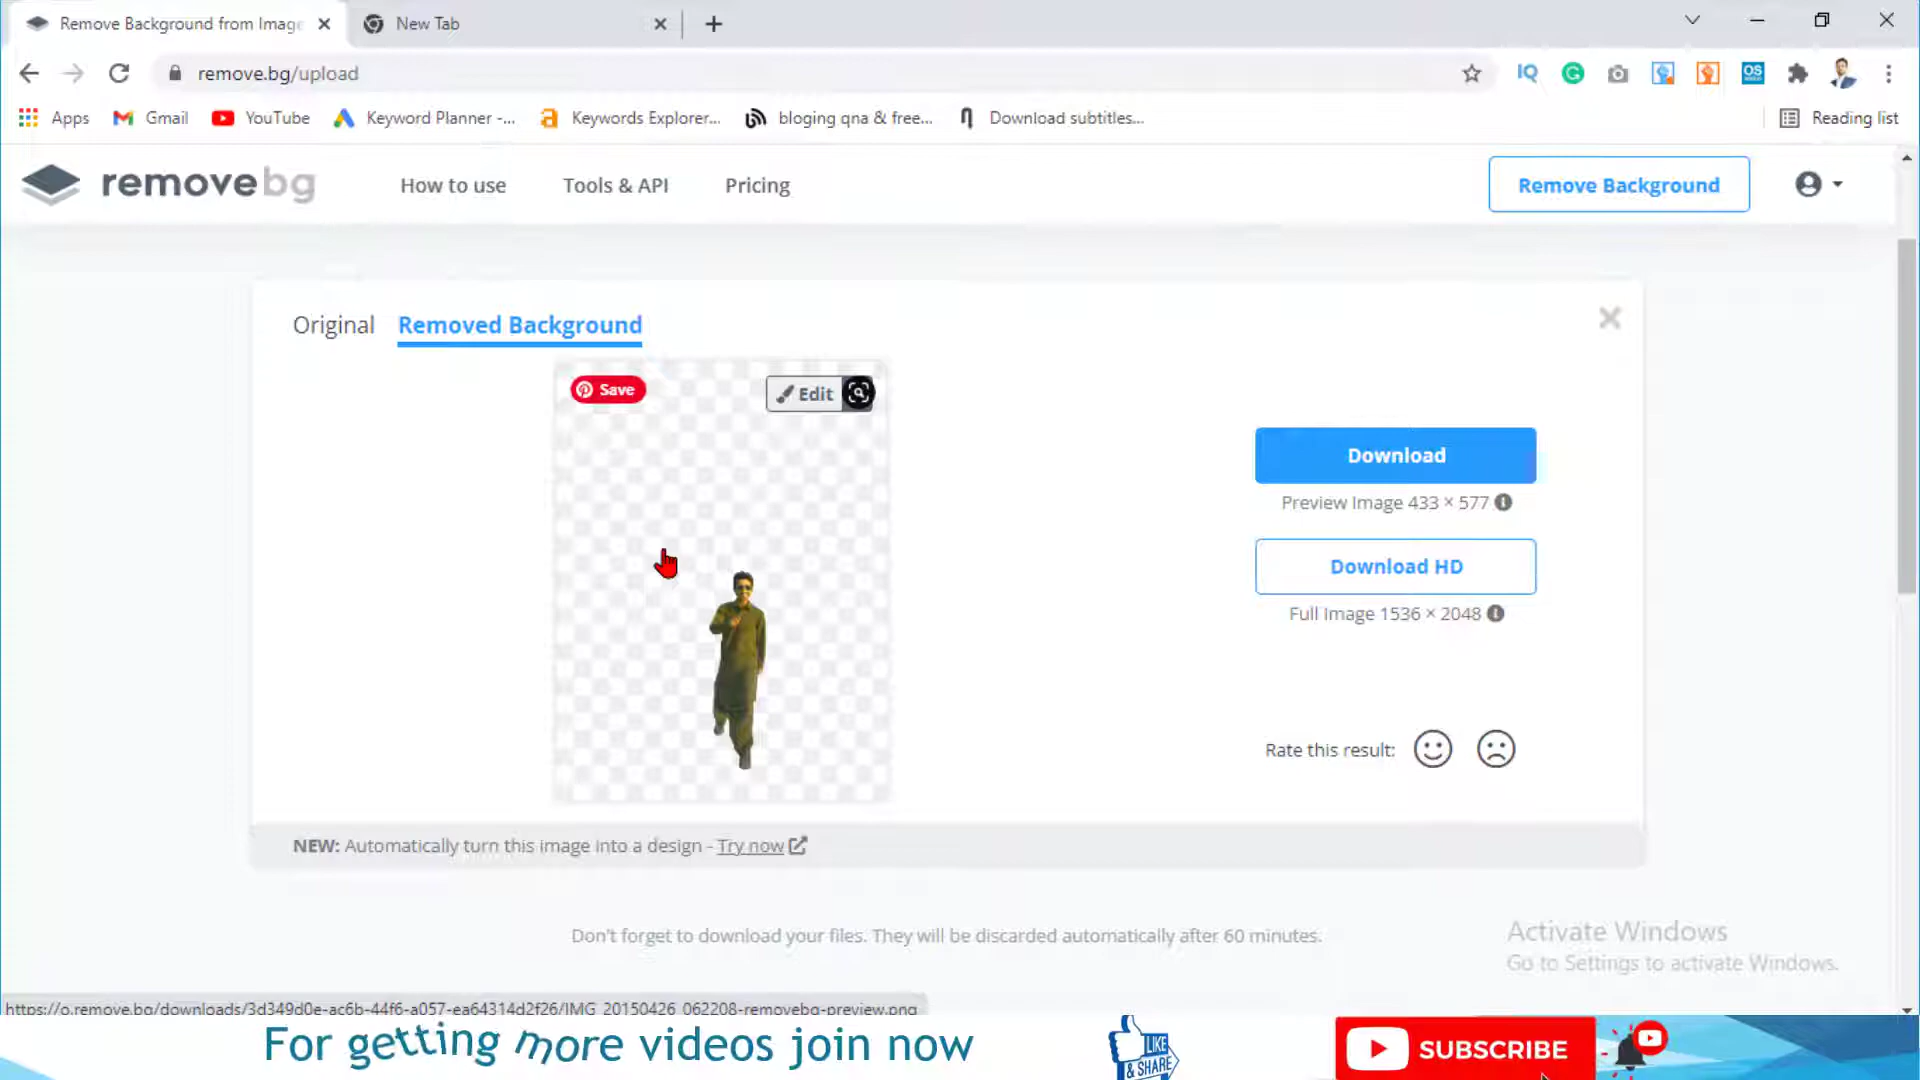 Remove Background from Image
New Tab
remove.bg/upload
IQ
G
OS
Apps
Gmail
YouTube
Keyword Planner -...
Keywords Explorer...
bloging qna & free...
Download subtitles...
Reading list
removebg
How to use
Tools & API
Pricing
Remove Background
Original
Removed Background
Save
Edit
Download
Preview Image 433 × 577
Download HD
Full Image 1536 × 2048
Rate this result:
NEW: Automatically turn this image into a design - Try now
Don't forget to download your files. They will be discarded automatically after 60 minutes.
Activate Windows
Go to Settings to activate Windows.
https://o.remove.bg/downloads/3d349d0e-ac6b-44f6-a057-ea64314d2f26/IMG_20150426_062208-removebg-preview.png
For getting more videos join now
LIKE
& SHARE
SUBSCRIBE